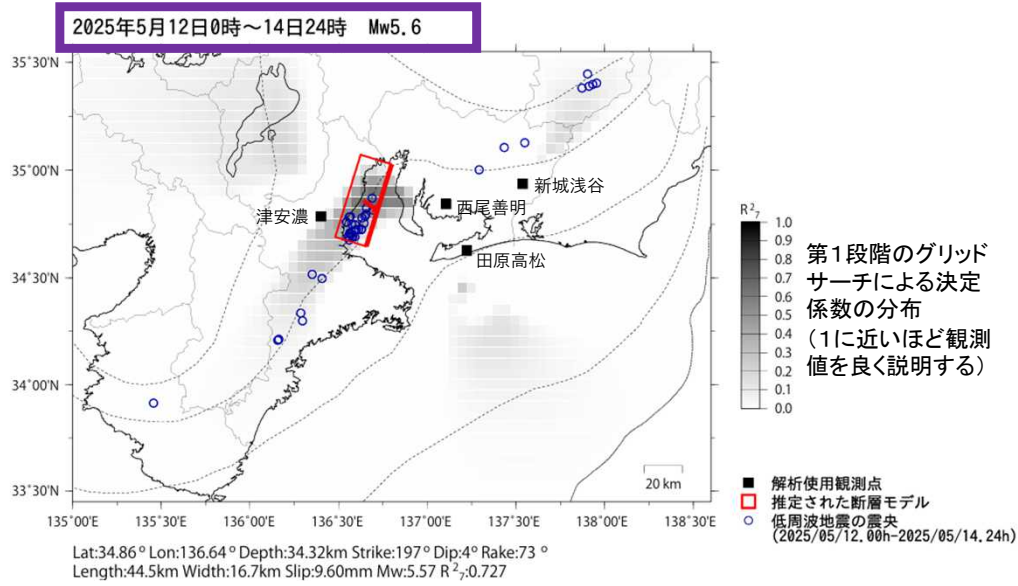 2025年5月12日0時～14日24時　Mw5.6
35˚30'N
35˚00'N
34˚30'N
34˚00'N
33˚30'N
135˚00'E
135˚30'E
136˚00'E
136˚30'E
137˚00'E
137˚30'E
138˚00'E
138˚30'E
津安濃
新城浅谷
西尾善明
田原高松
20 km
R²₇
1.0
0.9
0.8
0.7
0.6
0.5
0.4
0.3
0.2
0.1
0.0
第１段階のグリッド
サーチによる決定
係数の分布
（１に近いほど観測
値を良く説明する）
解析使用観測点
推定された断層モデル
低周波地震の震央
(2025/05/12.00h-2025/05/14.24h)
Lat:34.86° Lon:136.64° Depth:34.32km Strike:197° Dip:4° Rake:73 °
Length:44.5km Width:16.7km Slip:9.60mm Mw:5.57 R²₇:0.727